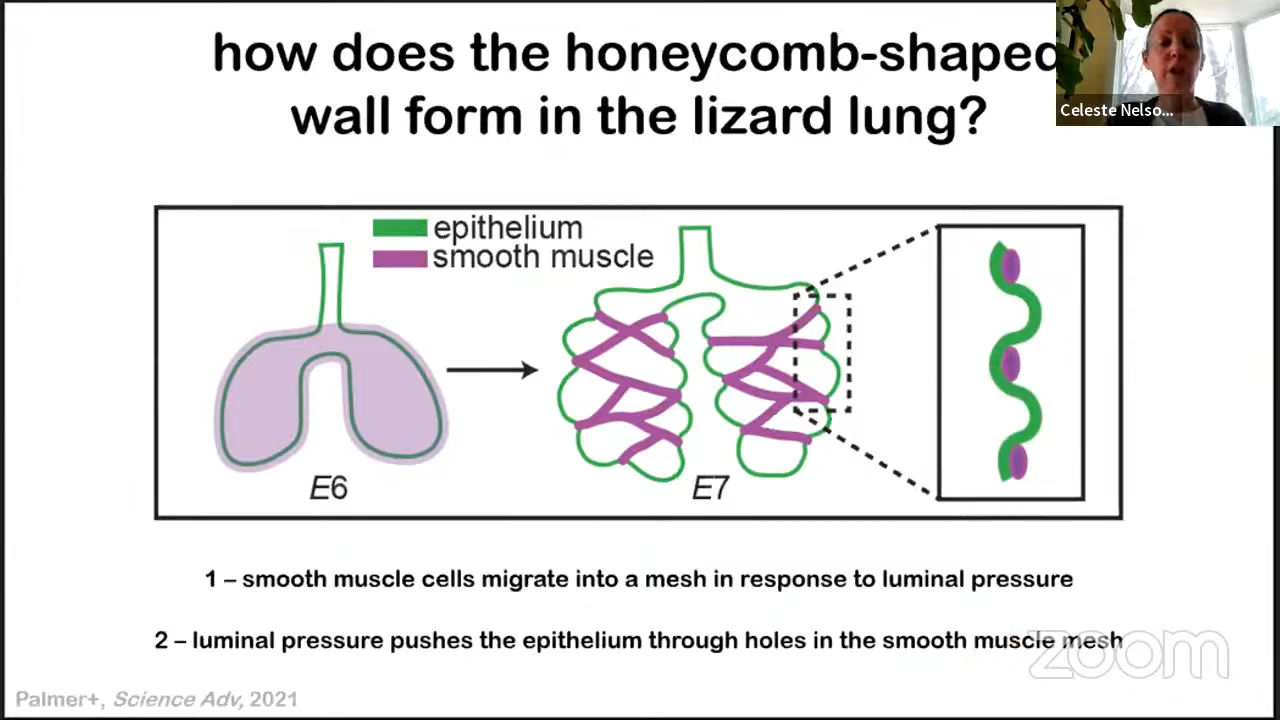 how does the honeycomb-shaped
wall form in the lizard lung?
Celeste Nelso...
epithelium
smooth muscle
E6
E7
1 – smooth muscle cells migrate into a mesh in response to luminal pressure
2 – luminal pressure pushes the epithelium through holes in the smooth muscle mesh
zoom
Palmer+, Science Adv, 2021